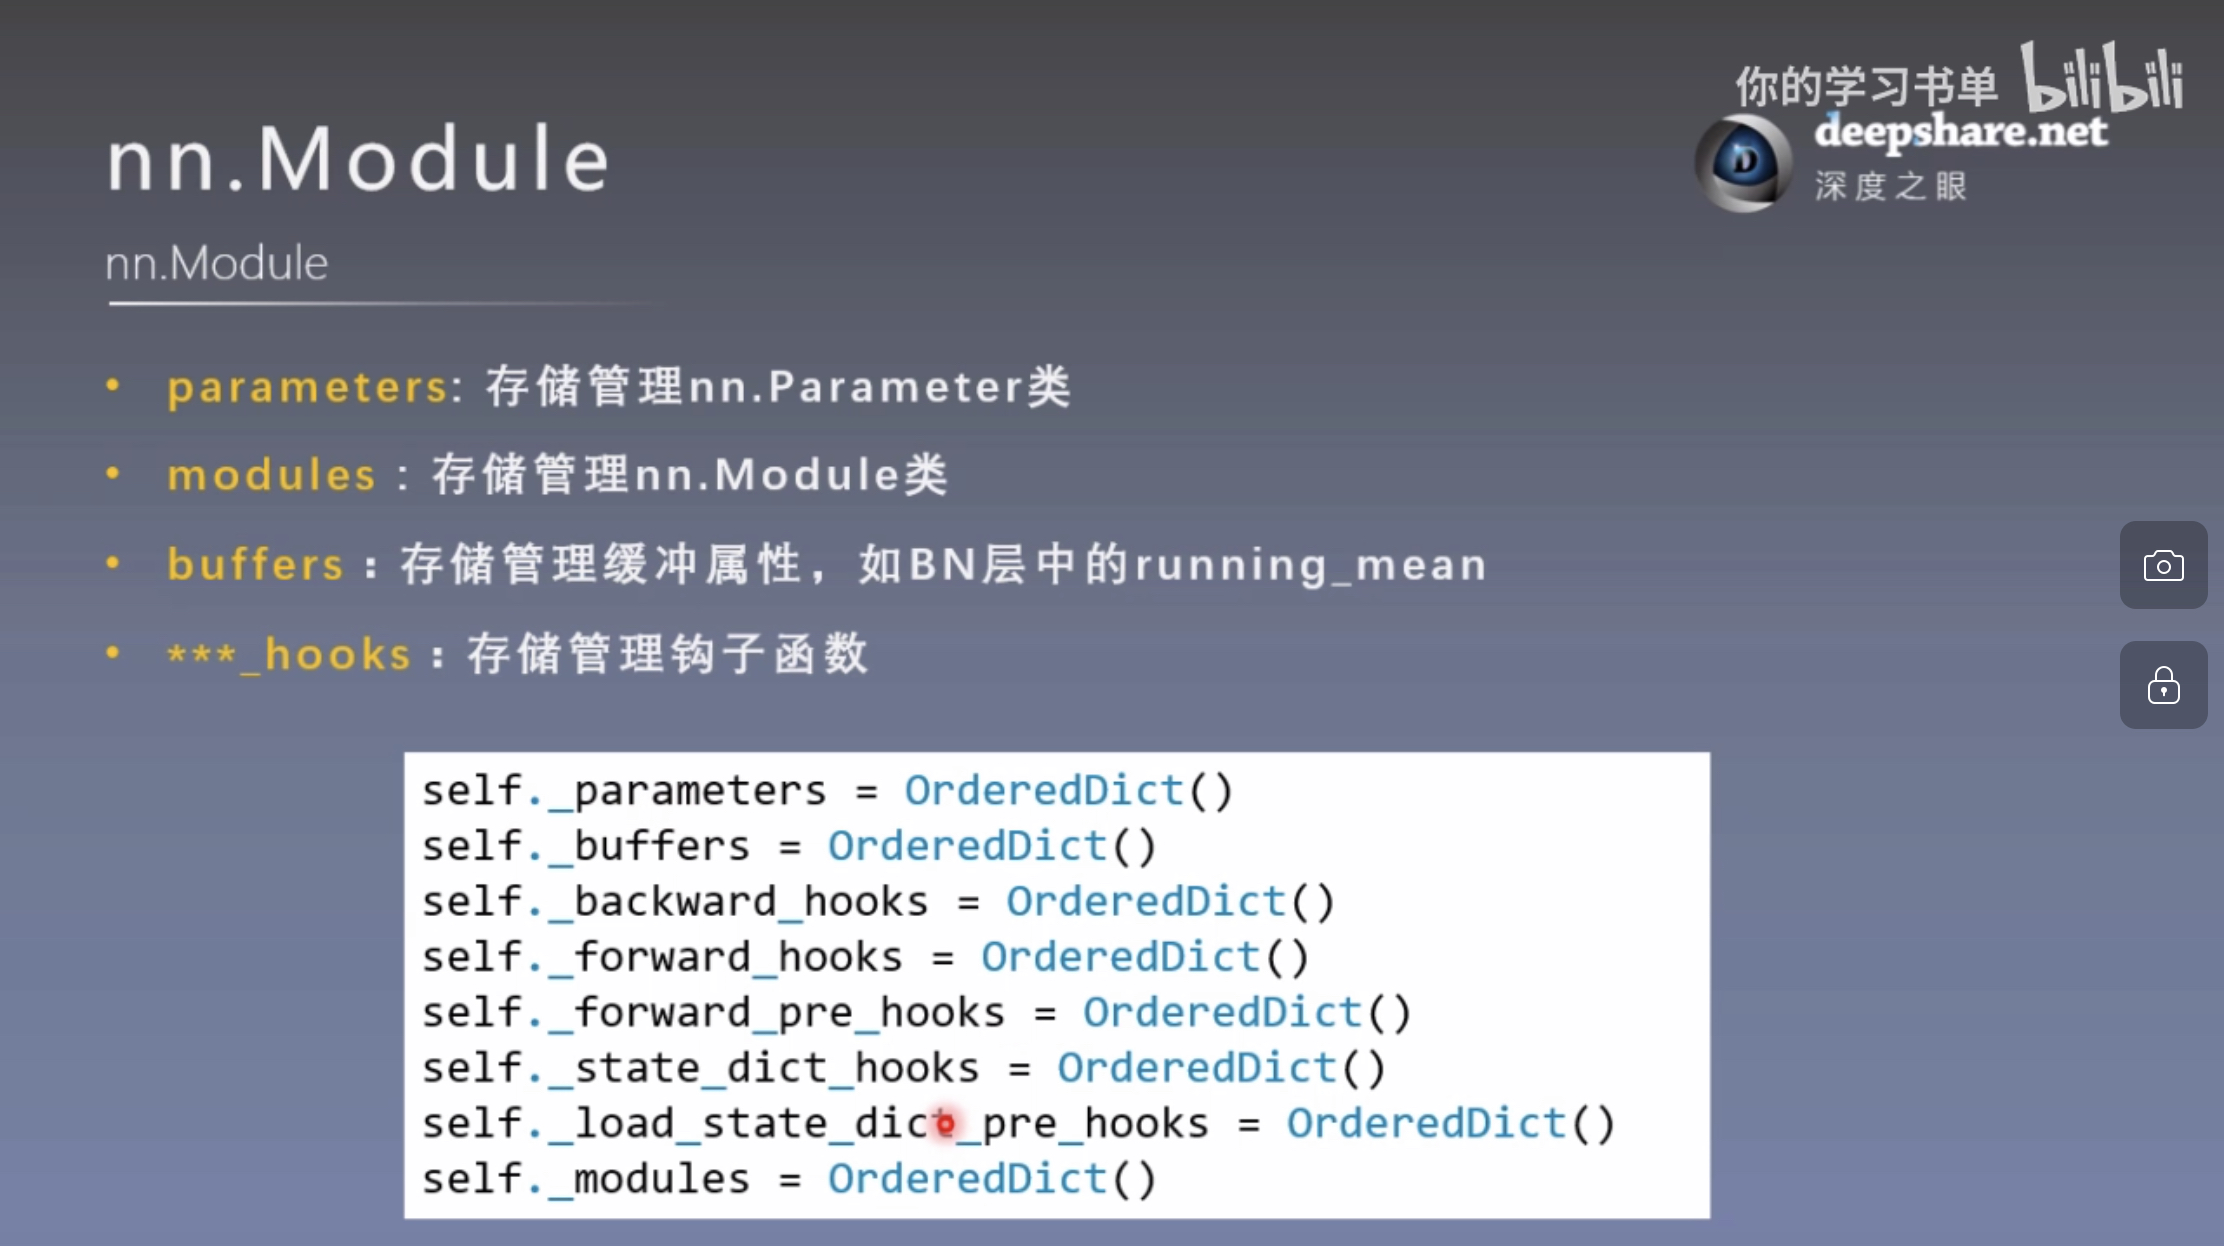 你的学习书单 bilibili
deepshare.net
深度之眼
nn.Module
nn.Module
• parameters: 存储管理nn.Parameter类
• modules : 存储管理nn.Module类
• buffers : 存储管理缓冲属性，如BN层中的running_mean
• ***_hooks : 存储管理钩子函数
self._parameters = OrderedDict()
self._buffers = OrderedDict()
self._backward_hooks = OrderedDict()
self._forward_hooks = OrderedDict()
self._forward_pre_hooks = OrderedDict()
self._state_dict_hooks = OrderedDict()
self._load_state_dict_pre_hooks = OrderedDict()
self._modules = OrderedDict()